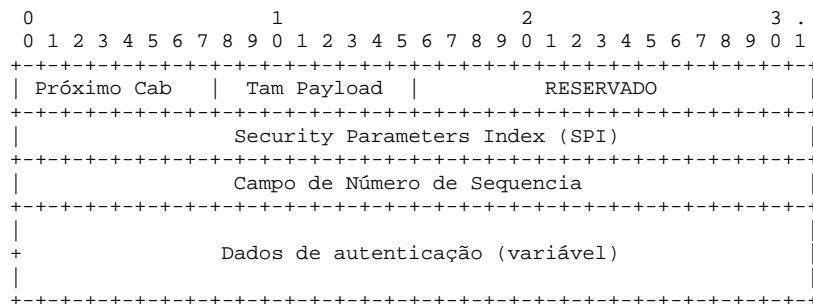 0 1 2 3 .
0 1 2 3 4 5 6 7 8 9 0 1 2 3 4 5 6 7 8 9 0 1 2 3 4 5 6 7 8 9 0 1
+-+-+-+-+-+-+-+-+-+-+-+-+-+-+-+-+-+-+-+-+-+-+-+-+-+-+-+-+-+-+-+-+
| Próximo Cab | Tam Payload | RESERVADO |
+-+-+-+-+-+-+-+-+-+-+-+-+-+-+-+-+-+-+-+-+-+-+-+-+-+-+-+-+-+-+-+-+
| Security Parameters Index (SPI) |
+-+-+-+-+-+-+-+-+-+-+-+-+-+-+-+-+-+-+-+-+-+-+-+-+-+-+-+-+-+-+-+-+
| Campo de Número de Sequencia |
+-+-+-+-+-+-+-+-+-+-+-+-+-+-+-+-+-+-+-+-+-+-+-+-+-+-+-+-+-+-+-+-+
| |
+ Dados de autenticação (variável) |
| |
+-+-+-+-+-+-+-+-+-+-+-+-+-+-+-+-+-+-+-+-+-+-+-+-+-+-+-+-+-+-+-+-+